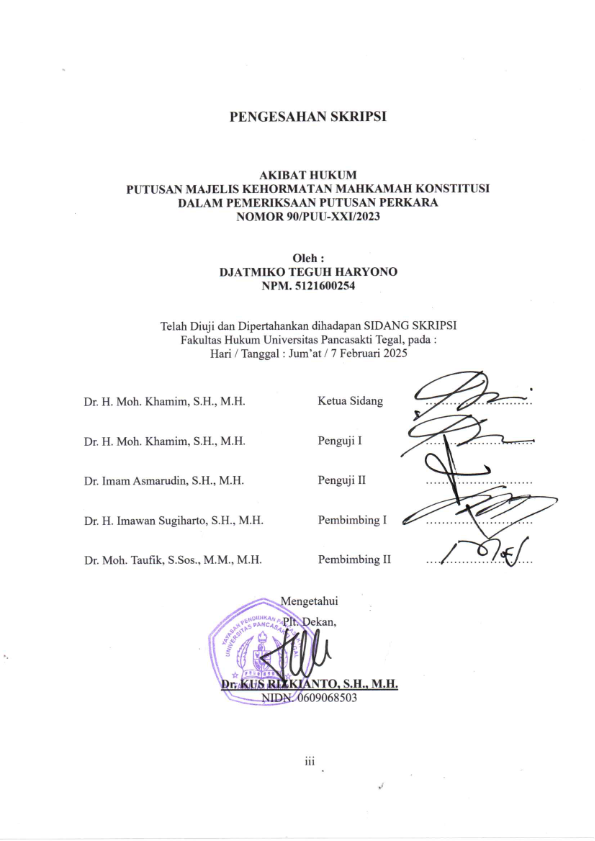 PENGESAHAN SKRIPSI
AKIBAT HUKUM
PUTUSAN MAJELIS KEHORMATAN MAHKAMAH KONSTITUSI
DALAM PEMERIKSAAN PUTUSAN PERKARA
NOMOR 90/PUU-XXI/2023
Oleh :
DJATMIKO TEGUH HARYONO
NPM. 5121600254
Telah Diuji dan Dipertahankan dihadapan SIDANG SKRIPSI
Fakultas Hukum Universitas Pancasakti Tegal, pada :
Hari / Tanggal : Jum'at / 7 Februari 2025
Dr. H. Moh. Khamim, S.H., M.H. Ketua Sidang ............................
Dr. H. Moh. Khamim, S.H., M.H. Penguji I ............................
Dr. Imam Asmarudin, S.H., M.H. Penguji II ............................
Dr. H. Imawan Sugiharto, S.H., M.H. Pembimbing I ............................
Dr. Moh. Taufik, S.Sos., M.M., M.H. Pembimbing II ............................
Mengetahui
Plt. Dekan,
YAYASAN PENDIDIKAN
UNIVERSITAS PANCASAKTI
Dr. KUS RIZKIANTO, S.H., M.H.
NIDN. 0609068503
iii